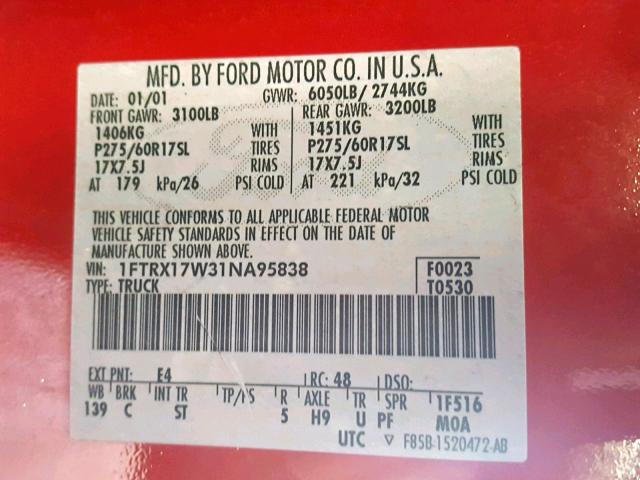 MFD. BY FORD MOTOR CO. IN U.S.A.
DATE: 01/01 GVWR: 6050LB/ 2744KG
FRONT GAWR: 3100LB REAR GAWR: 3200LB
1406KG WITH 1451KG WITH
P275/60R17SL TIRES P275/60R17SL TIRES
17X7.5J RIMS 17X7.5J RIMS
AT 179 kPa/26 PSI COLD AT 221 kPa/32 PSI COLD
THIS VEHICLE CONFORMS TO ALL APPLICABLE FEDERAL MOTOR
VEHICLE SAFETY STANDARDS IN EFFECT ON THE DATE OF
MANUFACTURE SHOWN ABOVE.
VIN: 1FTRX17W31NA95838 F0023
TYPE: TRUCK T0530
EXT PNT: E4 RC: 48 DSO:
WB BRK INT TR TP/PS R AXLE TR SPR 1F516
139 C ST 5 H9 U PF MOA
UTC F85B-1520472-AB